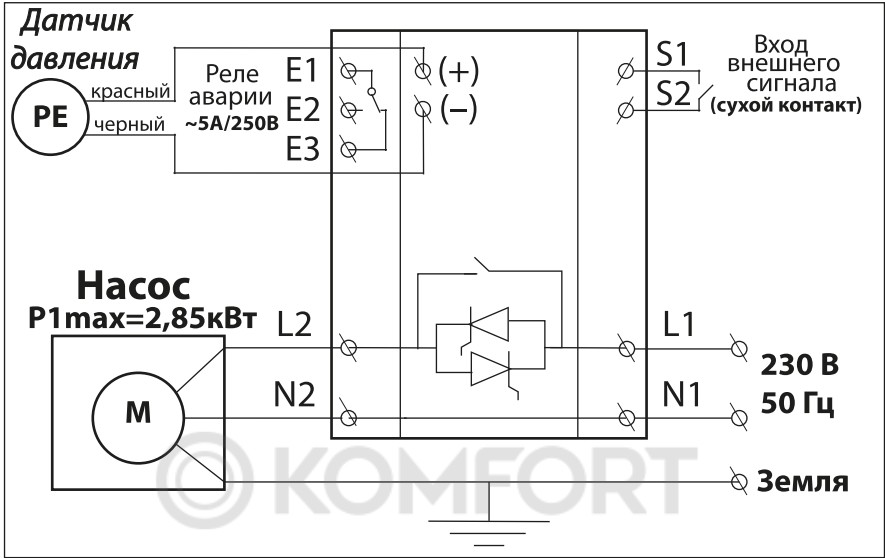 Датчик
давления
красный
черный
PE
Реле
аварии
~5А/250В
E1
E2
E3
(+)
(−)
S1
S2
Вход
внешнего
сигнала
(сухой контакт)
Насос
P1max=2,85кВт
L2
N2
L1
N1
230 В
50 Гц
М
Земля
© KOMFORT